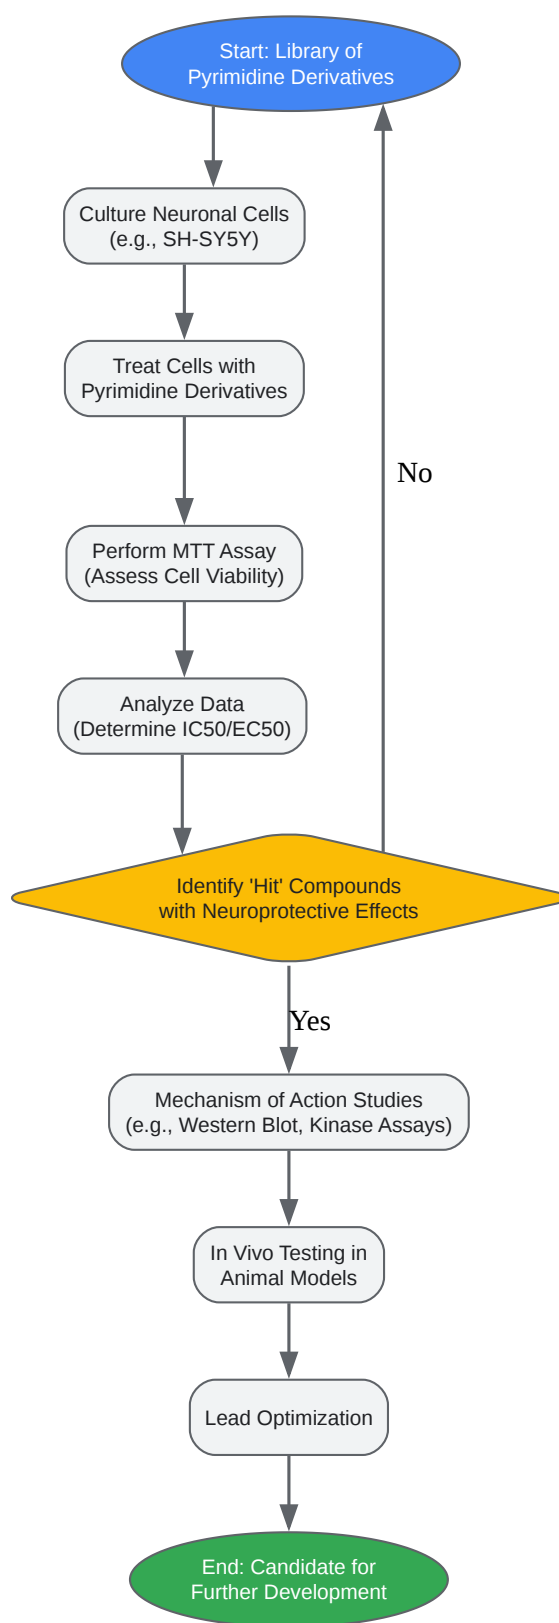 Start: Library of
Pyrimidine Derivatives
Culture Neuronal Cells
(e.g., SH-SY5Y)
Treat Cells with
Pyrimidine Derivatives
No
Perform MTT Assay
(Assess Cell Viability)
Analyze Data
(Determine IC50/EC50)
Identify 'Hit' Compounds
with Neuroprotective Effects
Yes
Mechanism of Action Studies
(e.g., Western Blot, Kinase Assays)
In Vivo Testing in
Animal Models
Lead Optimization
End: Candidate for
Further Development